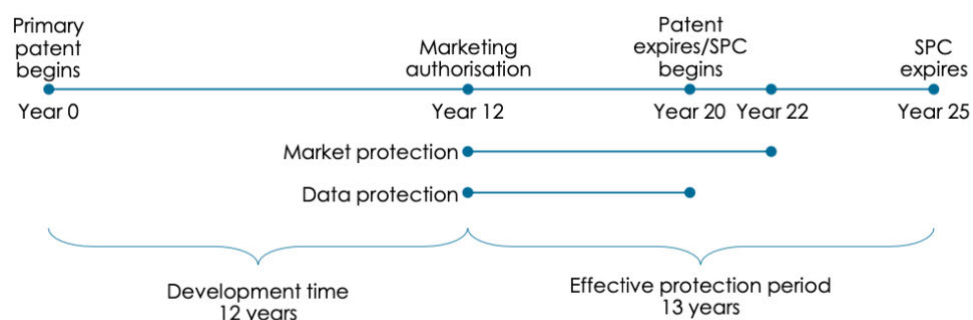 Primary
patent
begins
Marketing
authorisation
Patent
expires/SPC
begins
SPC
expires
Year 0
Year 12
Year 20
Year 22
Year 25
Market protection
Data protection
Development time
12 years
Effective protection period
13 years